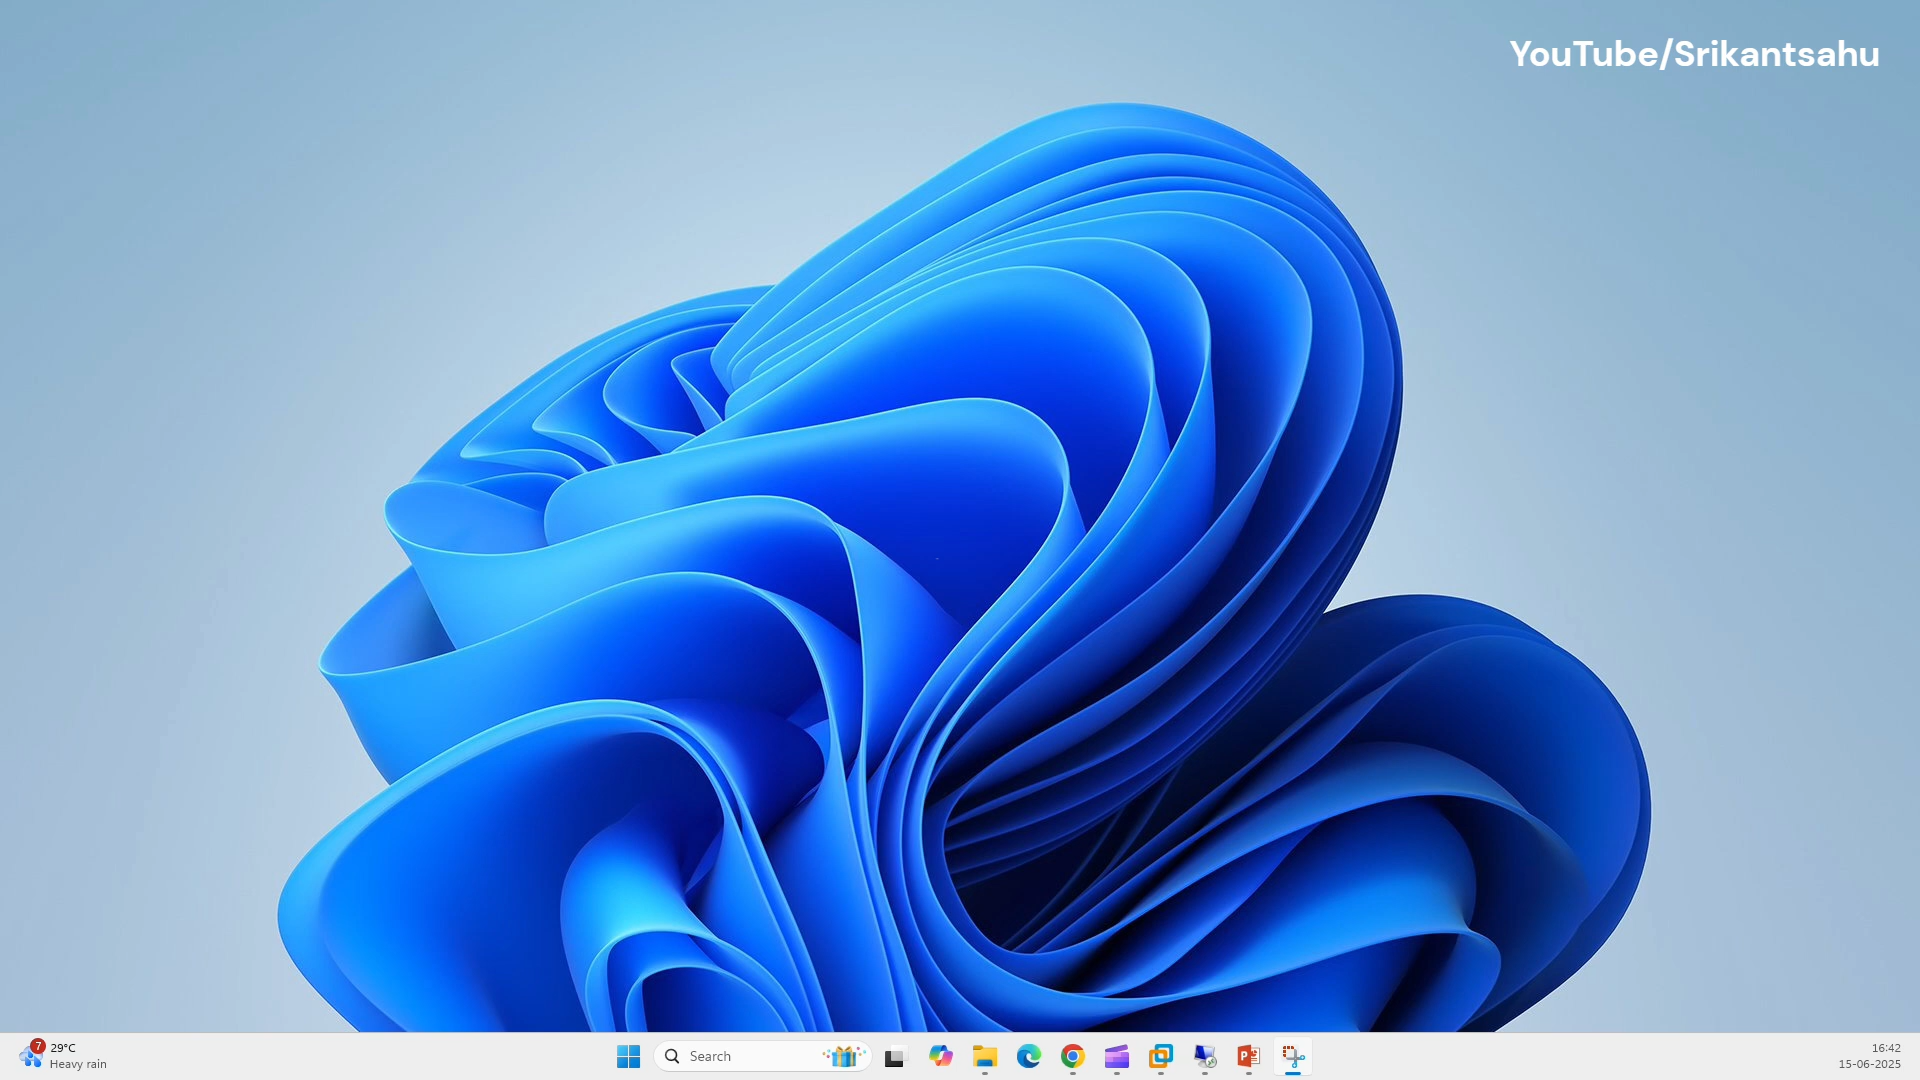 YouTube/Srikantsahu
7
29°C
Heavy rain
Search
P
16:42
15-06-2025